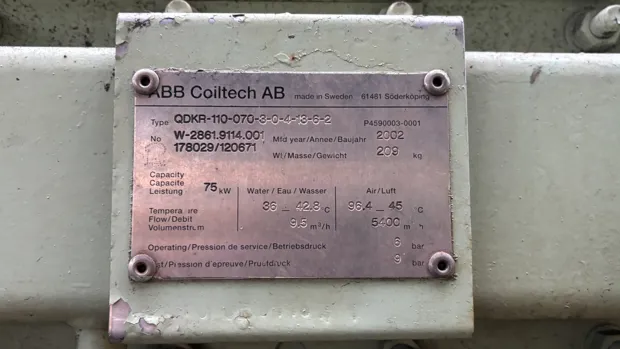 ABB Coiltech AB made in Sweden 61481 Söderköping
Type QDKR-110-070-3-0-4-13-6-2 P4590003-0001
No W-2861.9114.001 Mfd year/Annee/Baujahr 2002
178029/120671 Wt/Masse/Gewicht 209 kg
Capacity
Capacite
Leistung 75 kW Water / Eau / Wasser Air/Luft
Temperature 36 – 42.8 C 96.4 – 45 C
Flow/Debit
Volumenstrom 9.5 m³/h 5400 m³/h
Operating/Pression de service/Betriebsdruck 6 bar
Test/Pression d'epreuve/Pruefdruck 9 bar